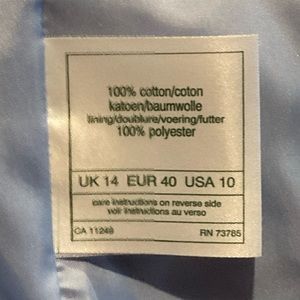 100% cotton/coton
katoen/baumwolle
lining/doublure/voering/futter
100% polyester
UK 14 EUR 40 USA 10
care instructions on reverse side
voir instructions au verso
CA 11248 RN 73785